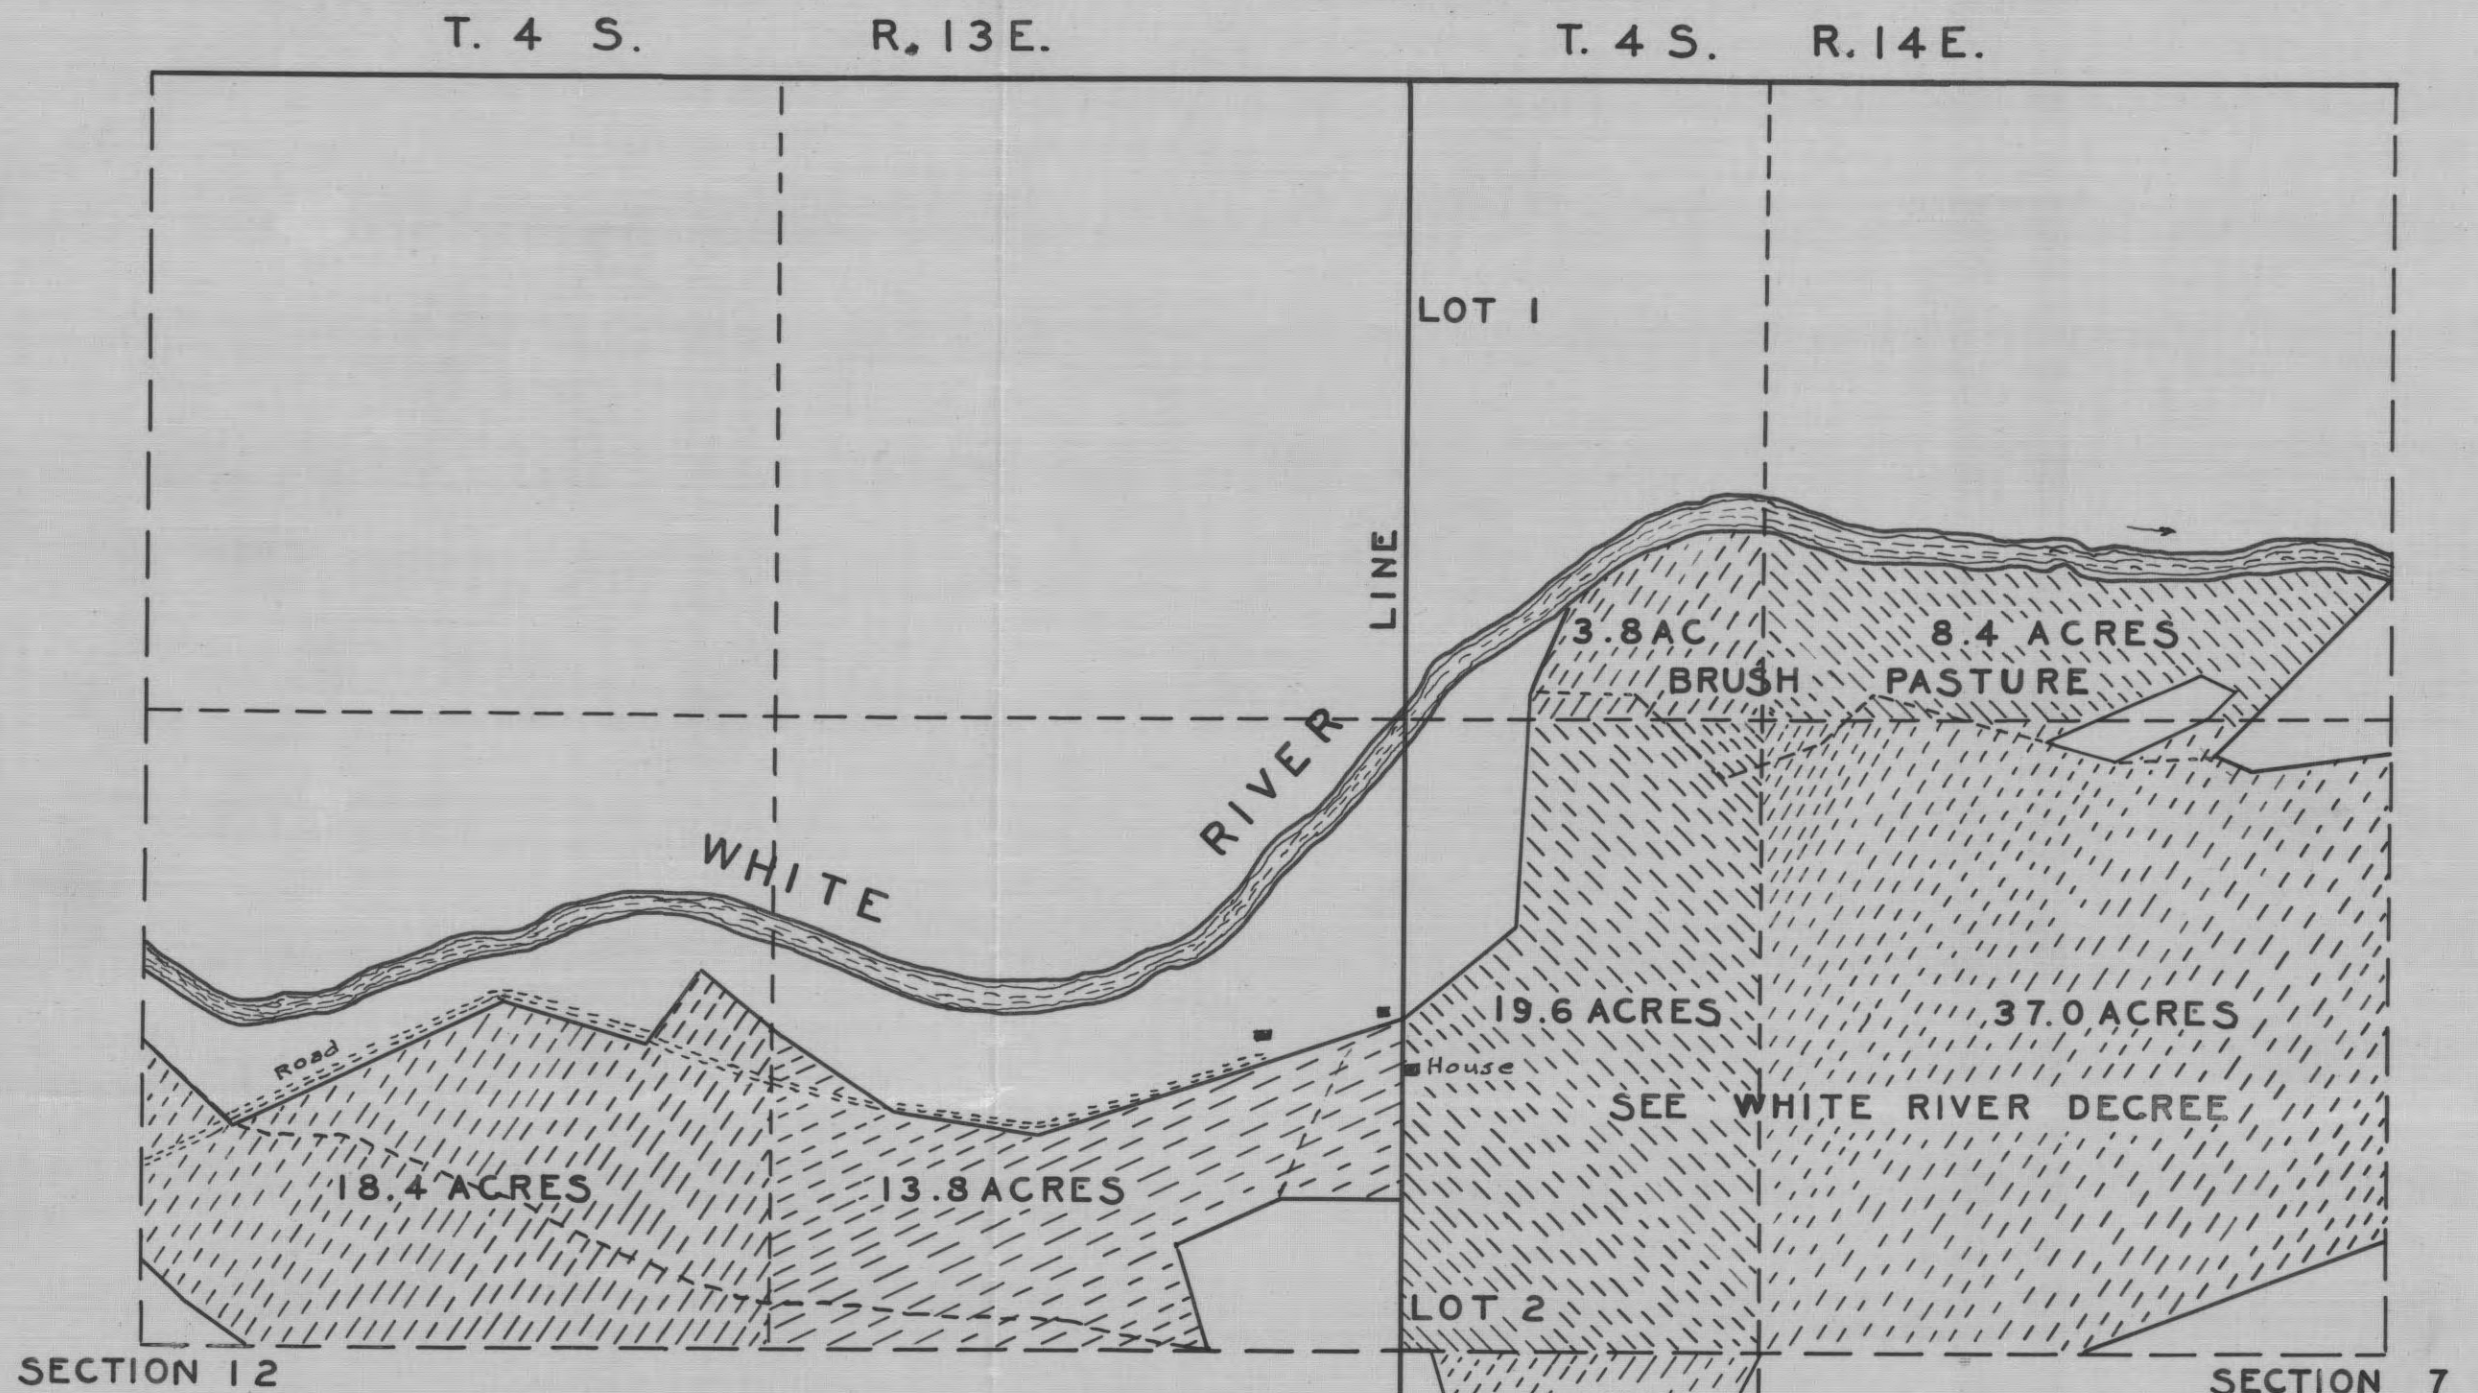 T. 4 S. R. 13 E. T. 4 S. R. 14 E.
LOT 1
LINE
3.8 AC 8.4 ACRES
BRUSH PASTURE
WHITE RIVER
19.6 ACRES 37.0 ACRES
Road
House
SEE WHITE RIVER DECREE
18.4 ACRES 13.8 ACRES
LOT 2
SECTION 12 SECTION 7